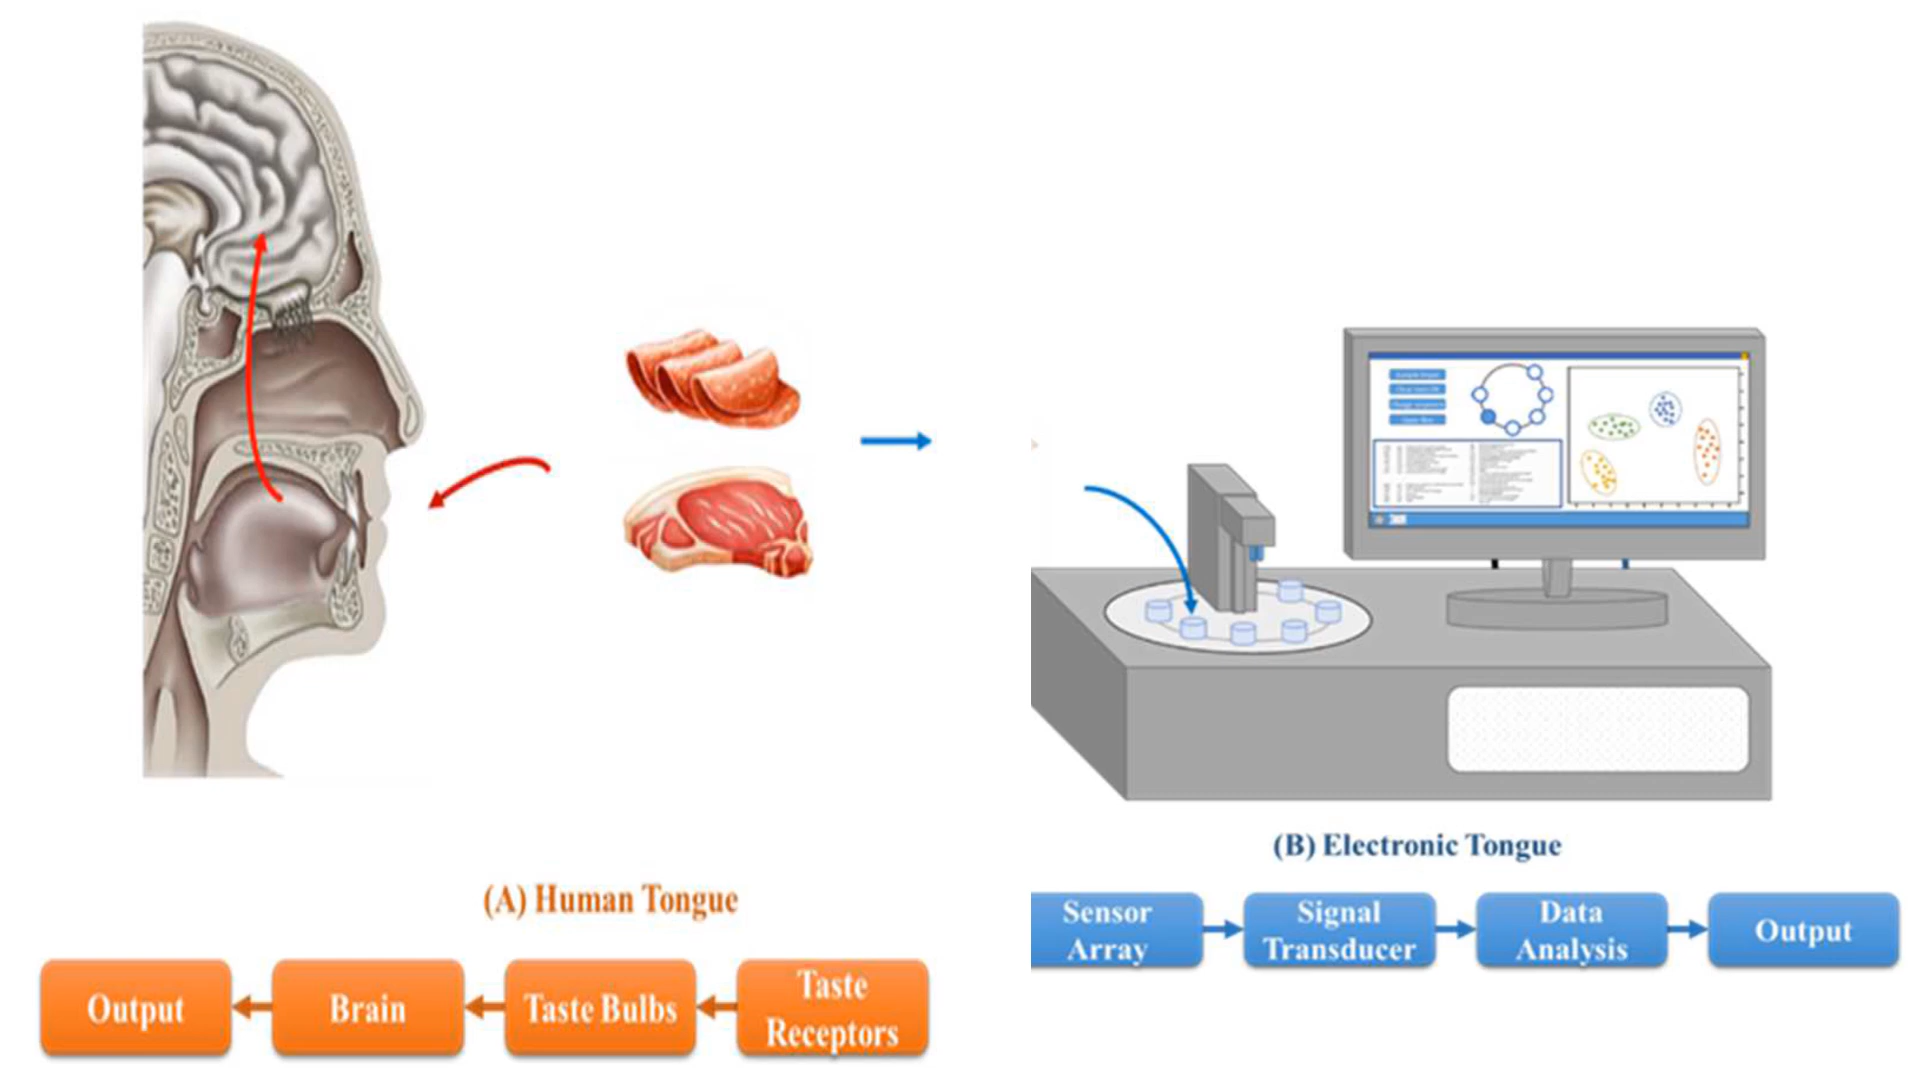 (A) Human Tongue
Output
Brain
Taste Bulbs
Taste
Receptors
(B) Electronic Tongue
Sensor
Array
Signal
Transducer
Data
Analysis
Output